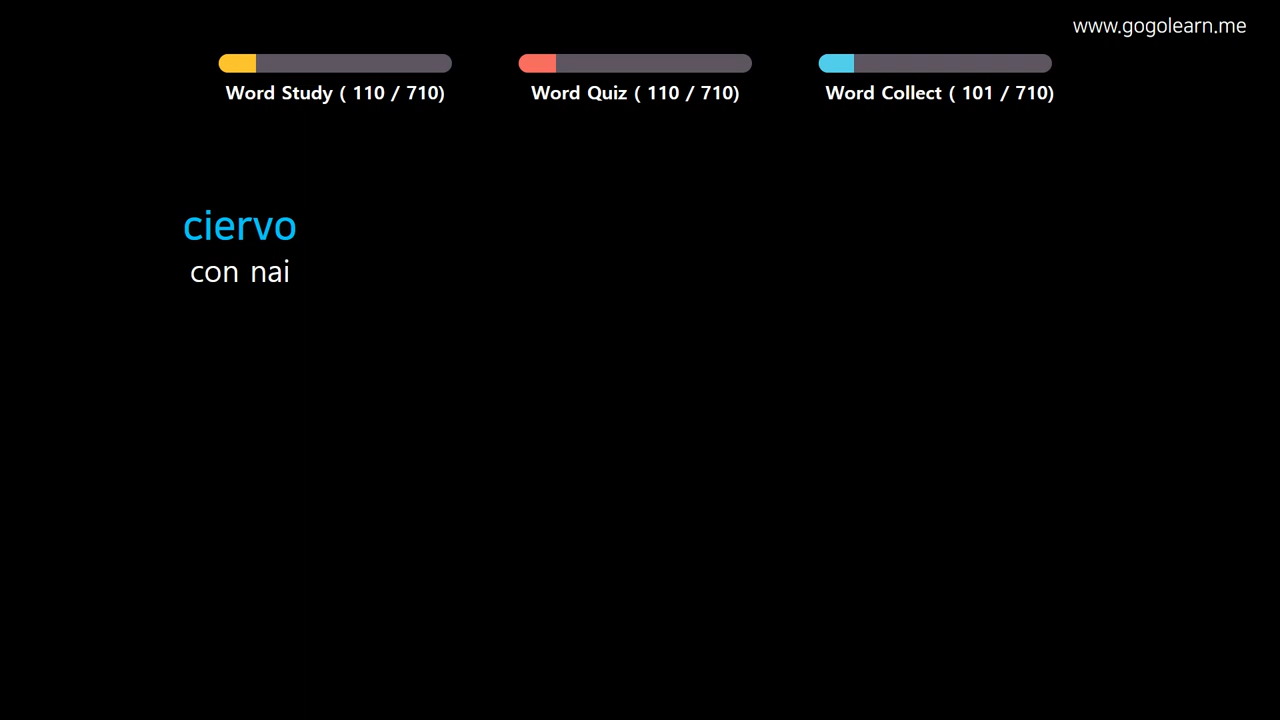 www.gogolearn.me
Word Study ( 110 / 710)
Word Quiz ( 110 / 710)
Word Collect ( 101 / 710)
ciervo
con nai